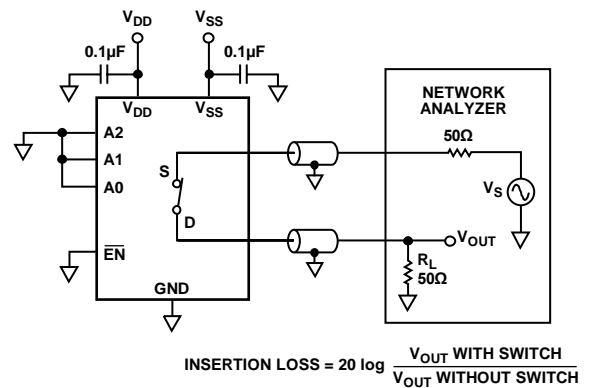 VDD VSS
0.1µF 0.1µF
VDD VSS
A2
A1
A0
S
D
EN
GND
NETWORK
ANALYZER
50Ω
VS
VOUT
RL
50Ω
INSERTION LOSS = 20 log VOUT WITH SWITCH
VOUT WITHOUT SWITCH